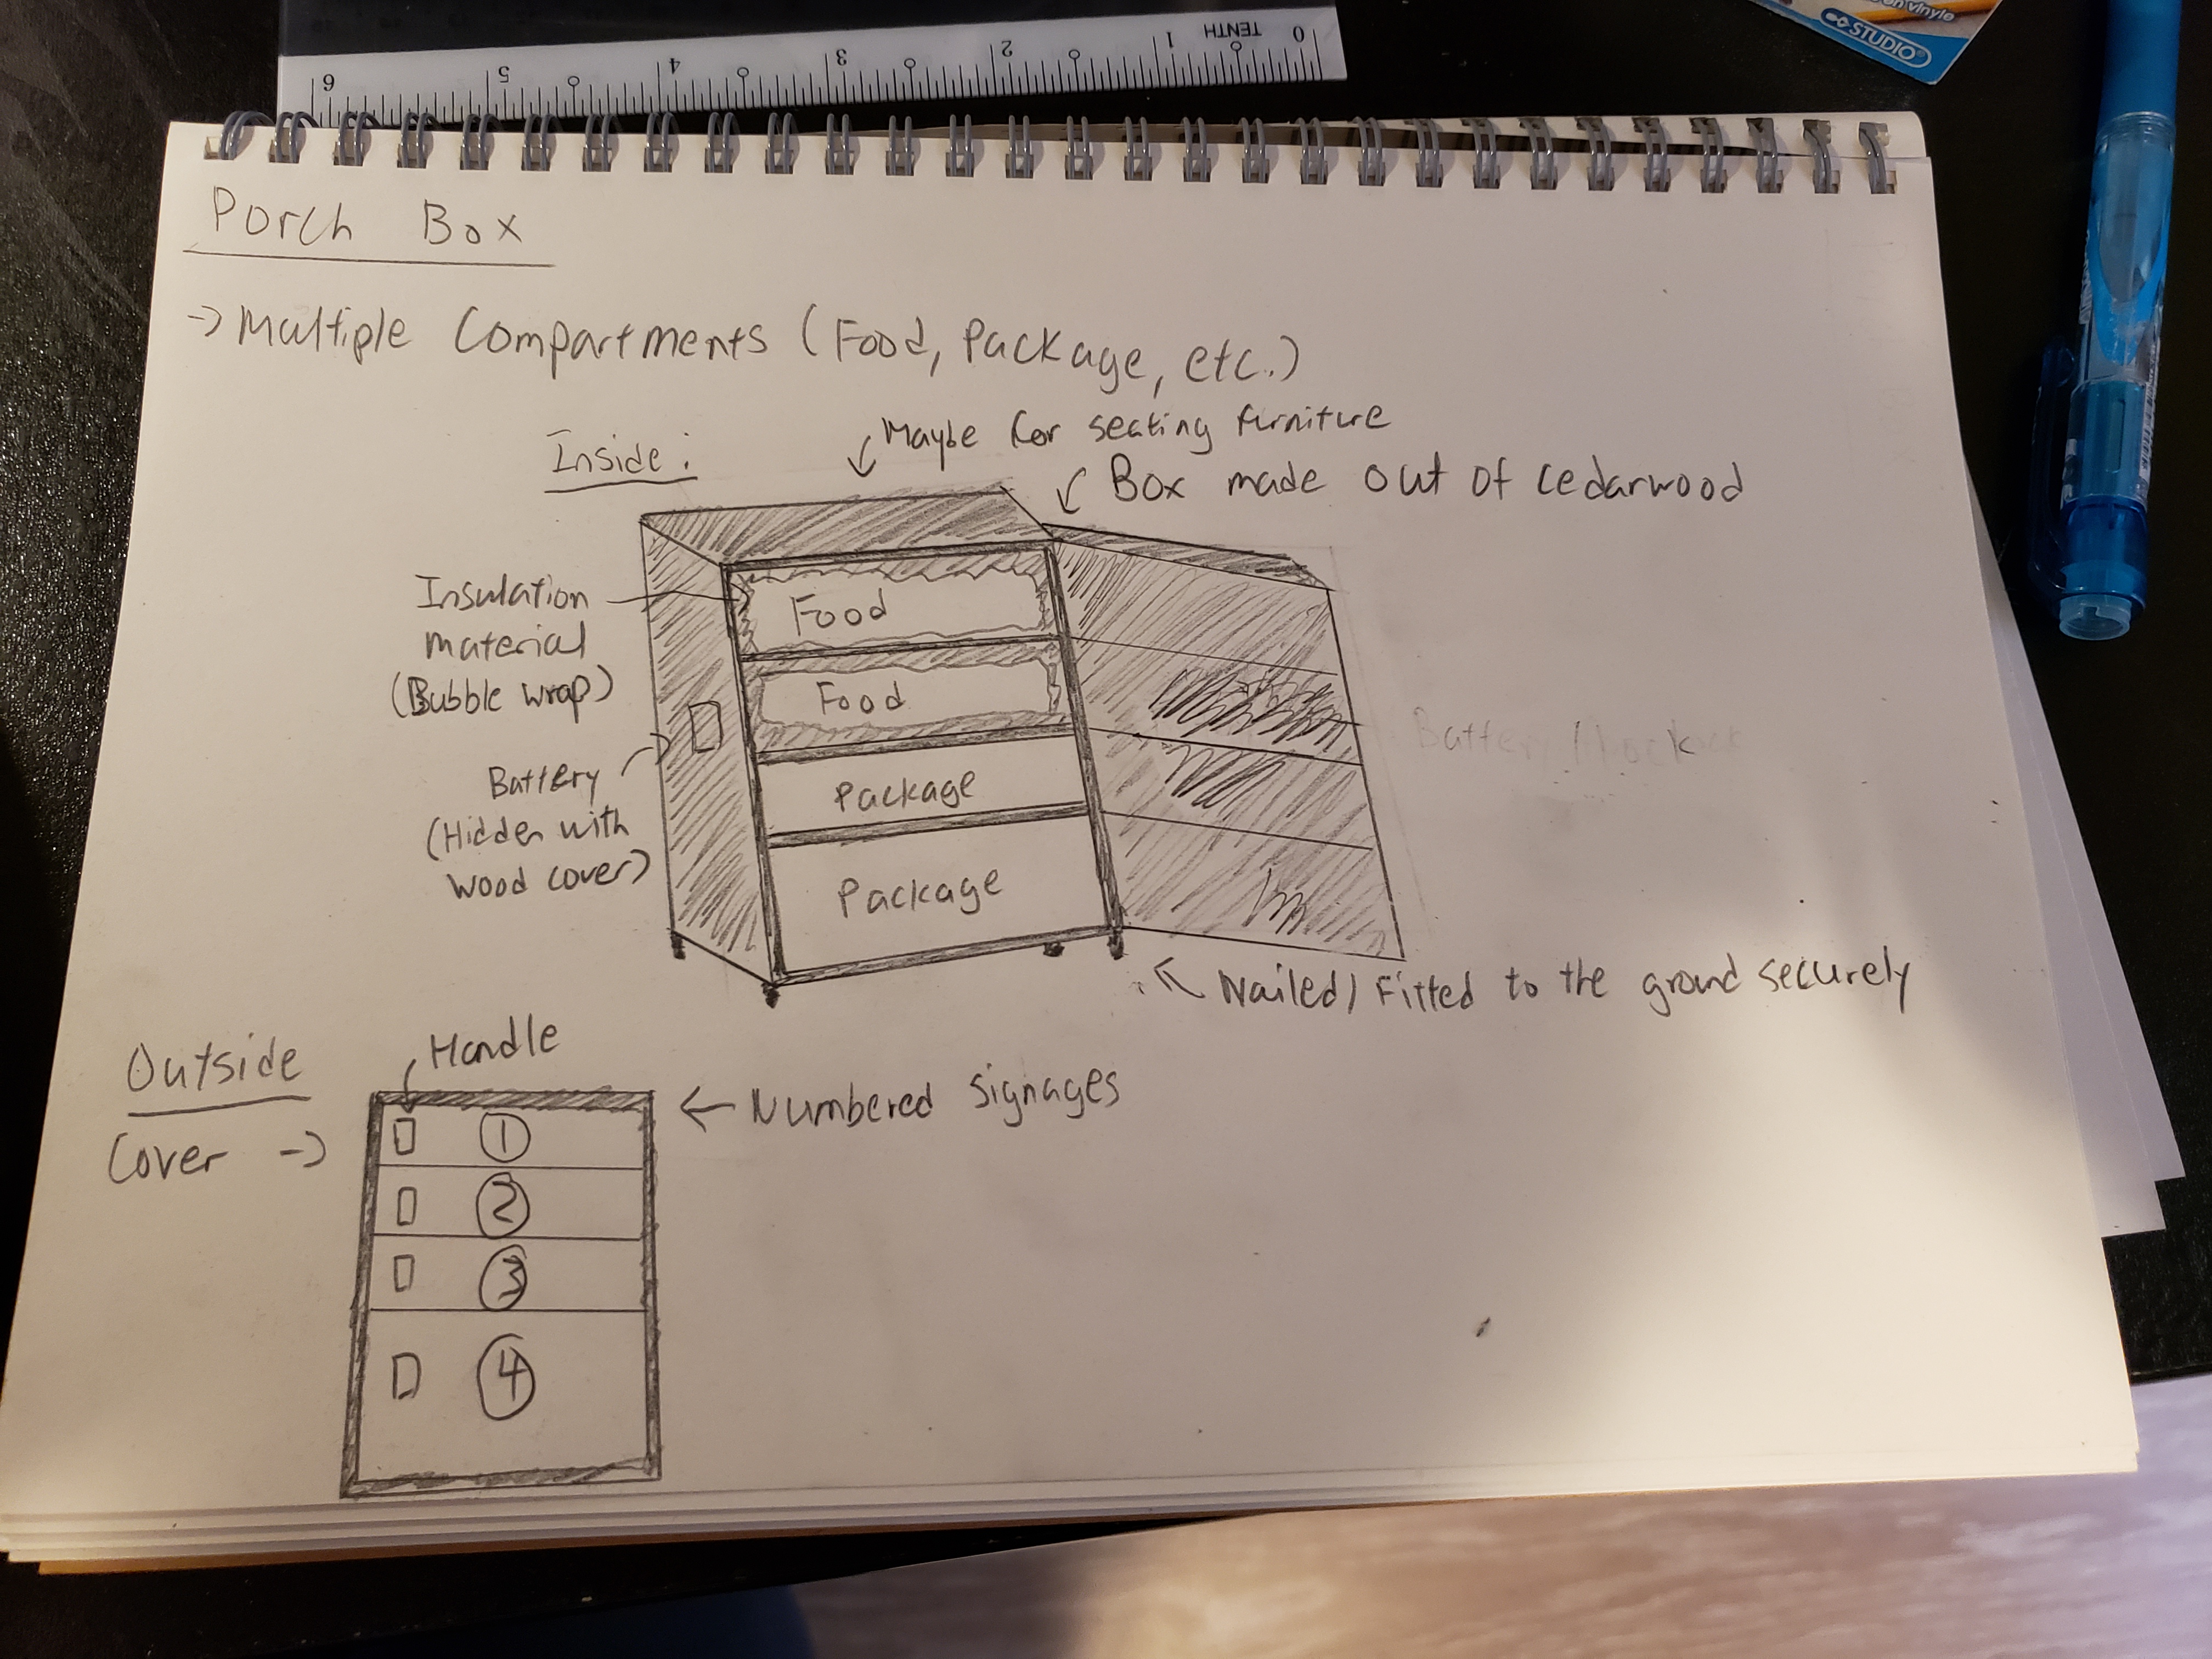 0 TENTH 1 2 3 4 5 6
on vinyle
STUDIO
Porch Box
→ Multiple Compartments (Food, Package, etc.)
Inside:
Maybe for seating furniture
Box made out of cedarwood
Insulation
material
(Bubble wrap)
Food
Food
Battery
Package
Battery
(Hidden with
wood cover)
Package
Nailed/Fitted to the ground securely
Outside
Handle
Numbered signages
Cover →
1
2
3
4